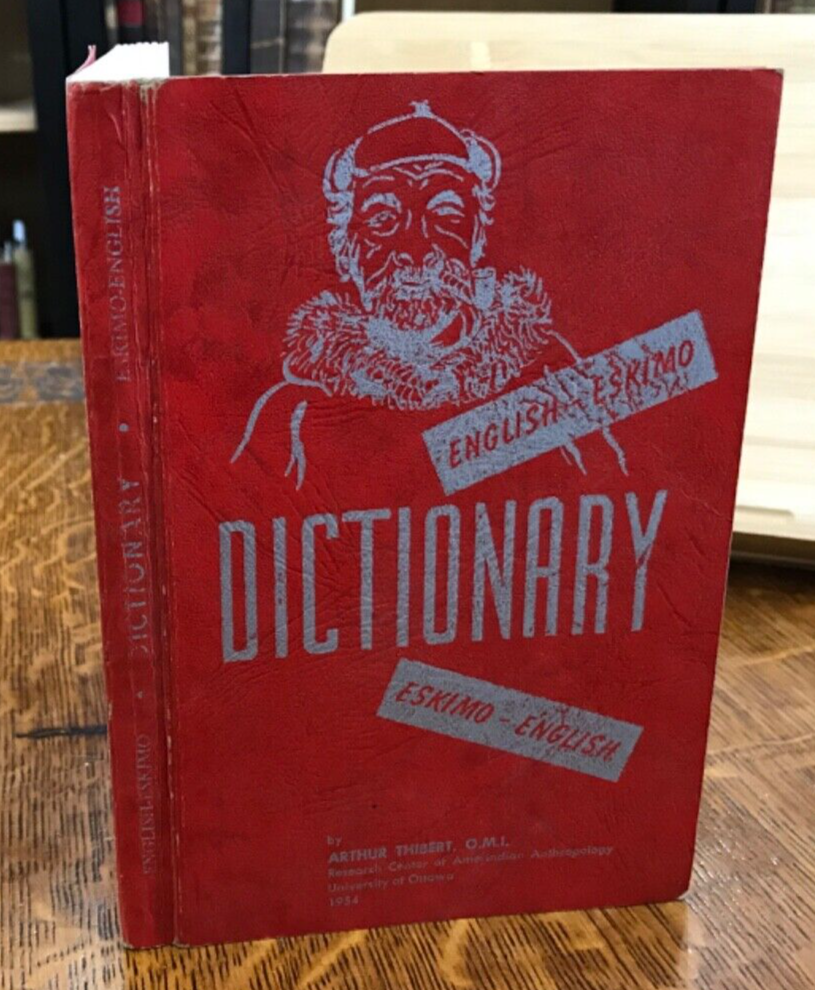 ENGLISH-ESKIMO • DICTIONARY • ESKIMO-ENGLISH
ENGLISH - ESKIMO
DICTIONARY
ESKIMO - ENGLISH
by
ARTHUR THIBERT, O.M.I.
Research Center of Amerindian Anthropology
University of Ottawa
1954